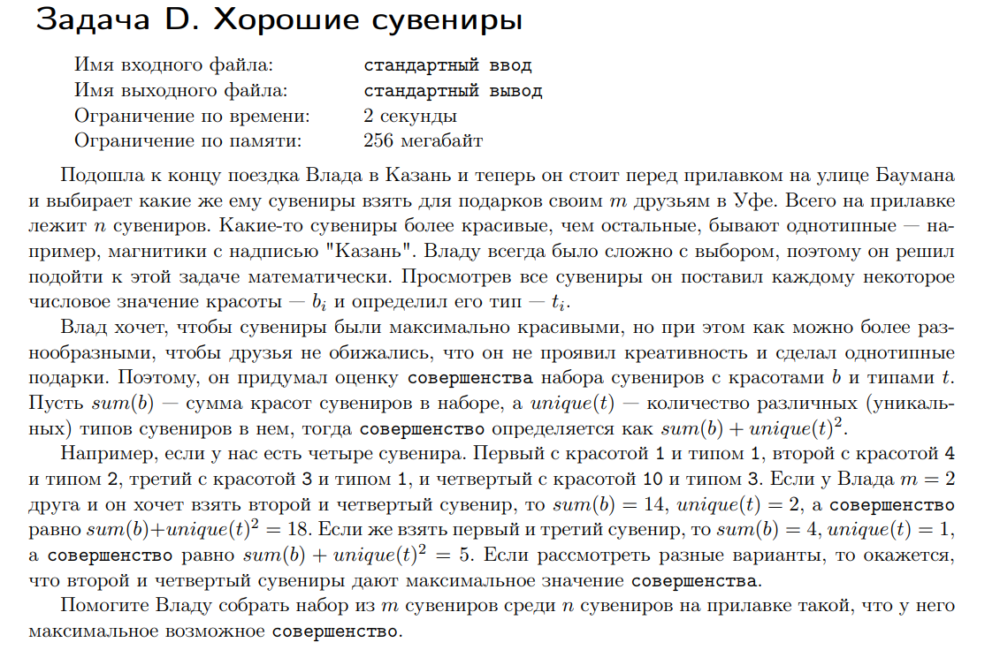 Задача D. Хорошие сувениры
Имя входного файла: стандартный ввод
Имя выходного файла: стандартный вывод
Ограничение по времени: 2 секунды
Ограничение по памяти: 256 мегабайт
Подошла к концу поездка Влада в Казань и теперь он стоит перед прилавком на улице Баумана
и выбирает какие же ему сувениры взять для подарков своим m друзьям в Уфе. Всего на прилавке
лежит n сувениров. Какие-то сувениры более красивые, чем остальные, бывают однотипные — на-
пример, магнитики с надписью "Казань". Владу всегда было сложно с выбором, поэтому он решил
подойти к этой задаче математически. Просмотрев все сувениры он поставил каждому некоторое
числовое значение красоты — b_i и определил его тип — t_i.
Влад хочет, чтобы сувениры были максимально красивыми, но при этом как можно более раз-
нообразными, чтобы друзья не обижались, что он не проявил креативность и сделал однотипные
подарки. Поэтому, он придумал оценку совершенства набора сувениров с красотами b и типами t.
Пусть sum(b) — сумма красот сувениров в наборе, а unique(t) — количество различных (уникаль-
ных) типов сувениров в нем, тогда совершенство определяется как sum(b) + unique(t)².
Например, если у нас есть четыре сувенира. Первый с красотой 1 и типом 1, второй с красотой 4
и типом 2, третий с красотой 3 и типом 1, и четвертый с красотой 10 и типом 3. Если у Влада m = 2
друга и он хочет взять второй и четвертый сувенир, то sum(b) = 14, unique(t) = 2, а совершенство
равно sum(b)+unique(t)² = 18. Если же взять первый и третий сувенир, то sum(b) = 4, unique(t) = 1,
а совершенство равно sum(b) + unique(t)² = 5. Если рассмотреть разные варианты, то окажется,
что второй и четвертый сувениры дают максимальное значение совершенства.
Помогите Владу собрать набор из m сувениров среди n сувениров на прилавке такой, что у него
максимальное возможное совершенство.